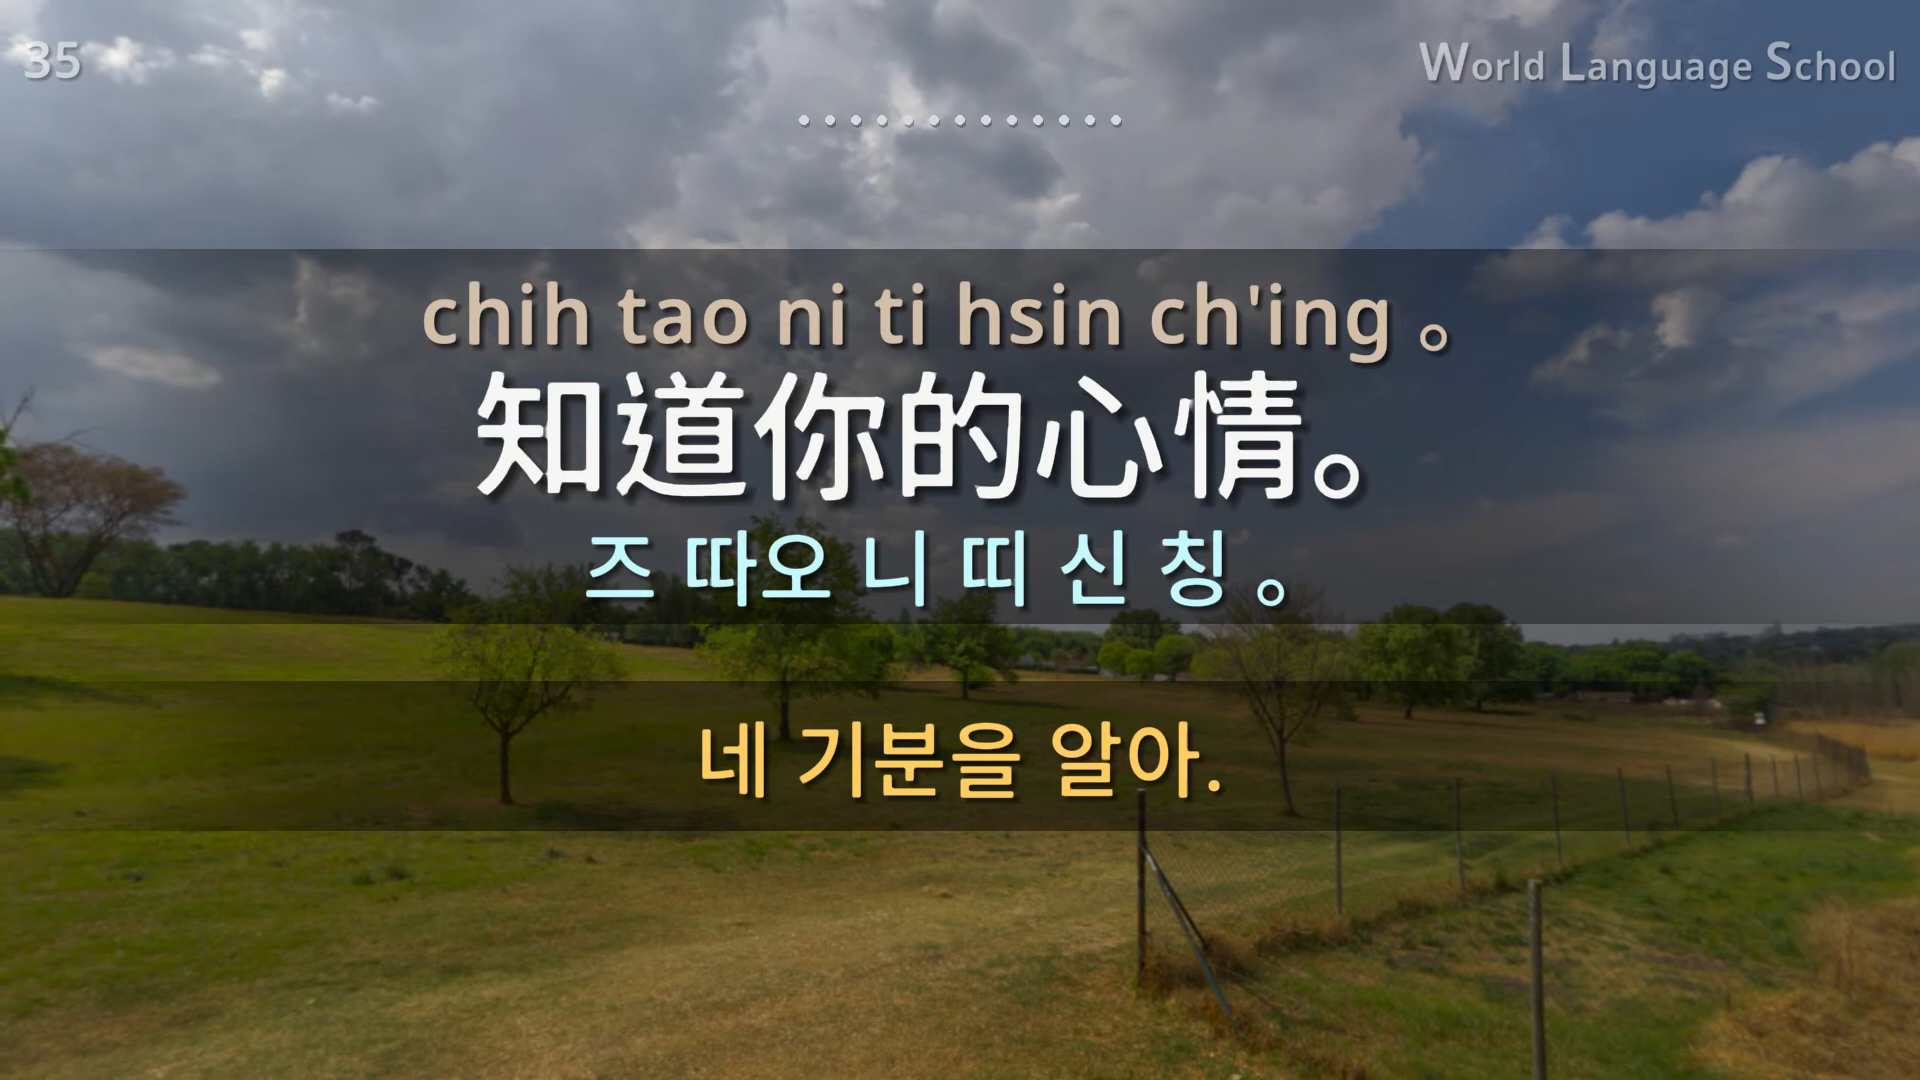 35
World Language School
chih tao ni ti hsin ch'ing 。
知道你的心情。
즈 따오 니 띠 신 칭 。
네 기분을 알아.